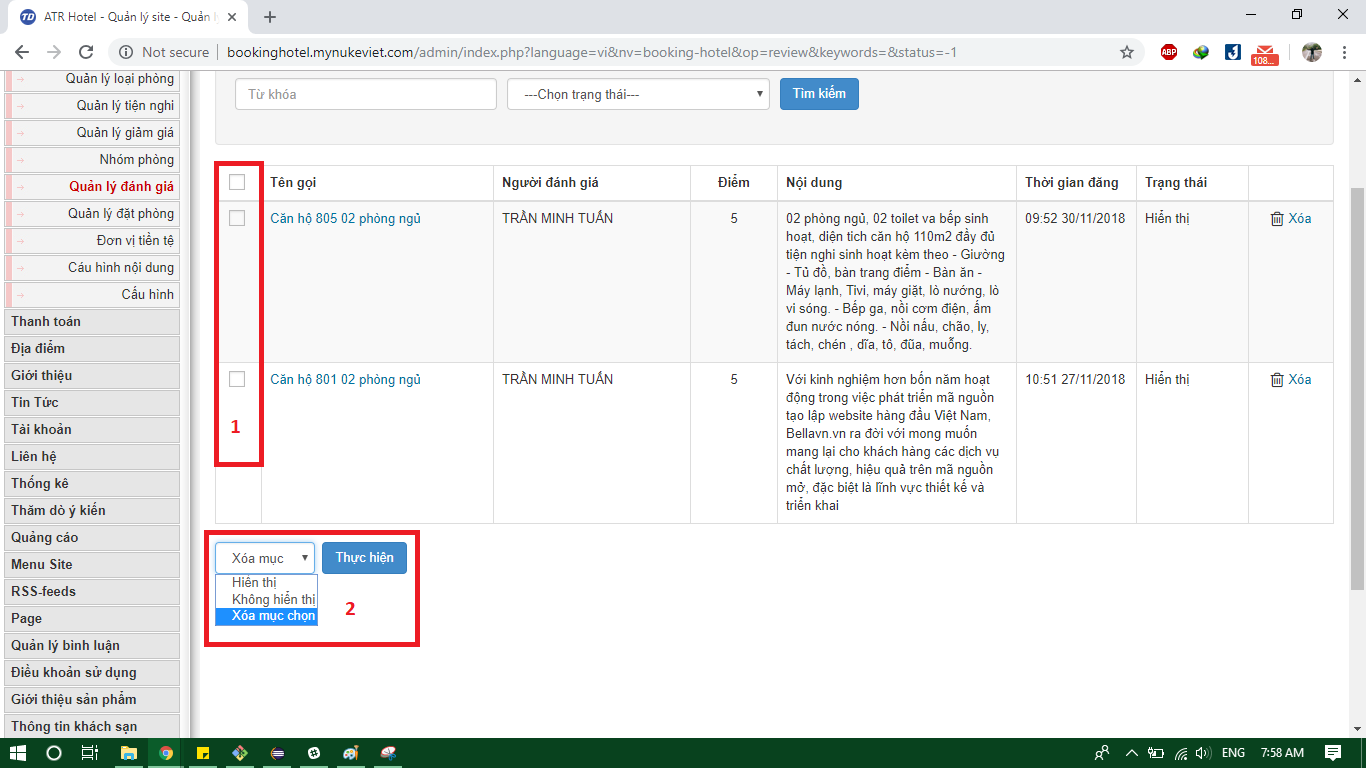 ATR Hotel - Quản lý site - Quản
Not secure
bookinghotel.mynukeviet.com/admin/index.php?language=vi&nv=booking-hotel&op=review&keywords=&status=-1
ABP
108...
Quản lý loại phòng
Quản lý tiện nghi
Quản lý giảm giá
Nhóm phòng
Quản lý đánh giá
Quản lý đặt phòng
Đơn vị tiền tệ
Cáu hình nội dung
Cấu hình
Thanh toán
Địa điểm
Giới thiệu
Tin Tức
Tài khoản
Liên hệ
Thống kê
Thăm dò ý kiến
Quảng cáo
Menu Site
RSS-feeds
Page
Quản lý bình luận
Điều khoản sử dụng
Giới thiệu sản phẩm
Thông tin khách sạn
Từ khóa
---Chọn trạng thái---
Tìm kiếm
Tên gọi
Người đánh giá
Điểm
Nội dung
Thời gian đăng
Trạng thái
Căn hộ 805 02 phòng ngủ
TRẦN MINH TUẤN
5
02 phòng ngủ, 02 toilet va bếp sinh
hoạt, diện tích căn hộ 110m2 đầy đủ
tiện nghi sinh hoạt kèm theo - Giường
- Tủ đồ, bàn trang điểm - Bàn ăn -
Máy lạnh, Tivi, máy giặt, lò nướng, lò
vi sóng. - Bếp ga, nồi cơm điện, ấm
đun nước nóng. - Nồi nấu, chão, ly,
tách, chén , dĩa, tô, đũa, muỗng.
09:52 30/11/2018
Hiển thị
Xóa
Căn hộ 801 02 phòng ngủ
TRẦN MINH TUẤN
5
Với kinh nghiệm hơn bốn năm hoạt
động trong việc phát triển mã nguồn
tạo lập website hàng đầu Việt Nam,
Bellavn.vn ra đời với mong muốn
mang lại cho khách hàng các dịch vụ
chất lượng, hiệu quả trên mã nguồn
mở, đặc biệt là lĩnh vực thiết kế và
triển khai
10:51 27/11/2018
Hiển thị
Xóa
1
Xóa mục
Thực hiện
Hiển thị
Không hiển thị
Xóa mục chọn
2
ENG
7:58 AM